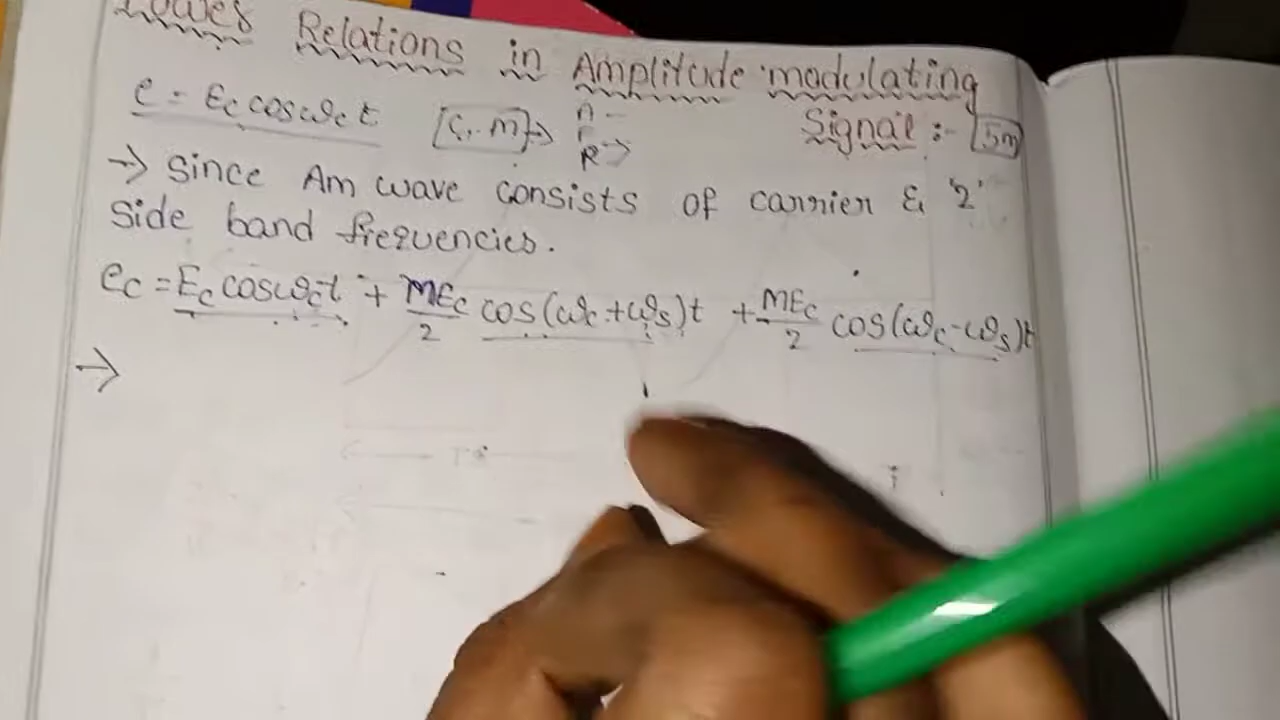 Power Relations in Amplitude modulating
Signal :- 5m
e = Ec cosωct [C, m]→ A -
R→
→ Since Am wave consists of carrier & '2'
side band frequencies.
ec = Ec cosωct + MEc/2 cos(ωc+ωs)t + MEc/2 cos(ωc-ωs)t
→